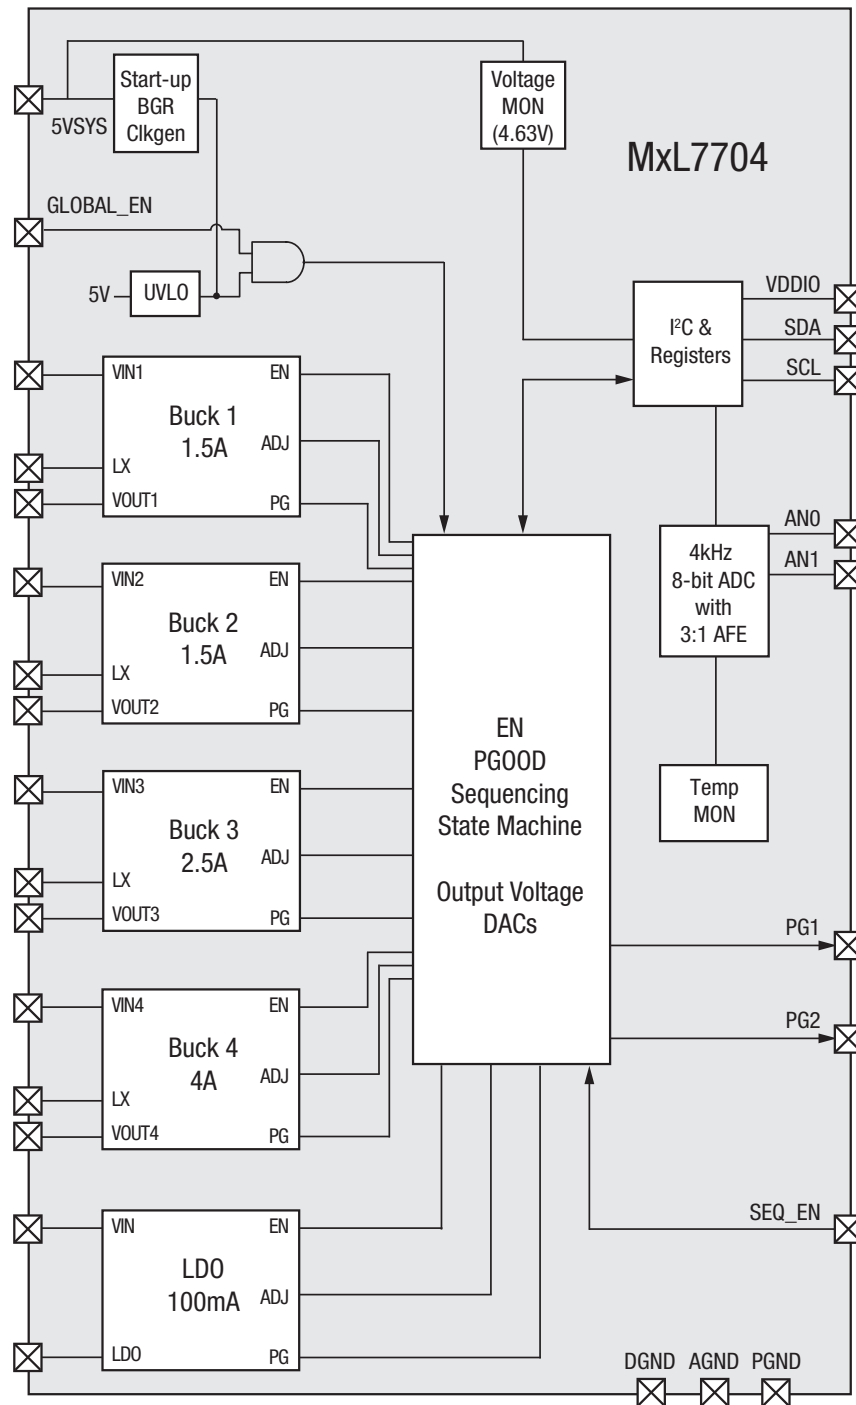 Start-up
BGR
Clkgen
5VSYS
Voltage
MON
(4.63V)
MxL7704
GLOBAL_EN
5V
UVLO
I²C &
Registers
VDDIO
SDA
SCL
VIN1
EN
Buck 1
1.5A
ADJ
LX
VOUT1
PG
VIN2
EN
Buck 2
1.5A
ADJ
LX
VOUT2
PG
4kHz
8-bit ADC
with
3:1 AFE
AN0
AN1
VIN3
EN
Buck 3
2.5A
ADJ
LX
VOUT3
PG
EN
PGOOD
Sequencing
State Machine
Output Voltage
DACs
Temp
MON
PG1
PG2
VIN4
EN
Buck 4
4A
ADJ
LX
VOUT4
PG
VIN
EN
LDO
100mA
ADJ
LDO
PG
SEQ_EN
DGND
AGND
PGND